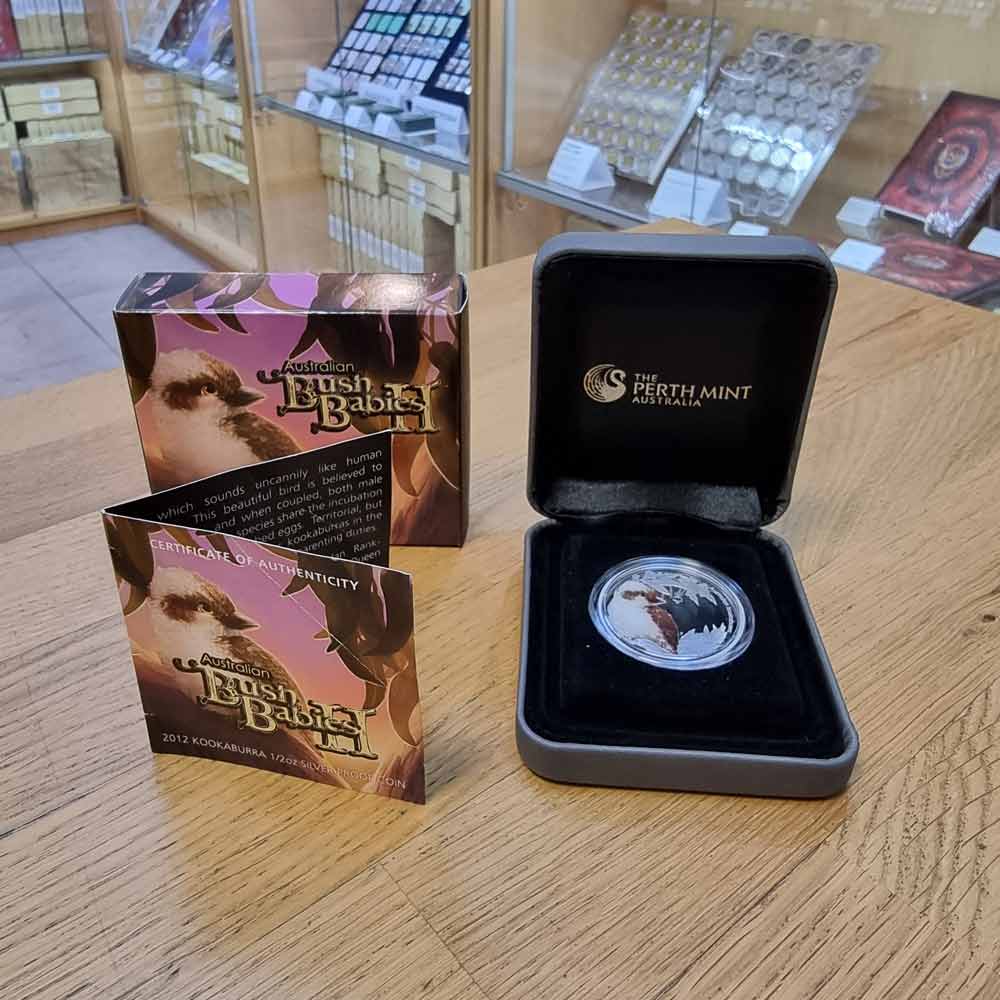 Australian
Bush
Babies II
which sounds uncannily like human
This beautiful bird is believed to
and when coupled, both male
species share the incubation
eggs. Territorial, but
kookaburras in the
parenting duties.
Rank-
Queen
CERTIFICATE OF AUTHENTICITY
Australian
Bush
Babies II
2012 KOOKABURRA 1/2oz SILVER PROOF COIN
THE
PERTH MINT
AUSTRALIA